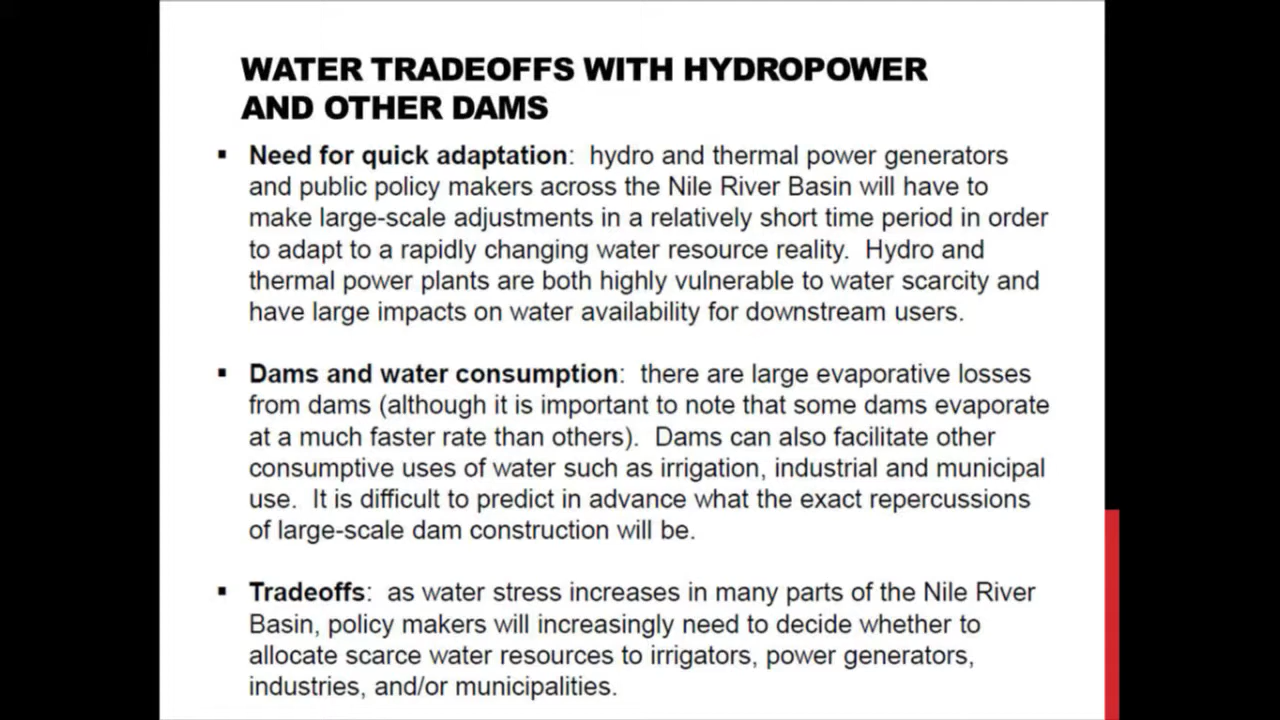 WATER TRADEOFFS WITH HYDROPOWER
AND OTHER DAMS
▪ Need for quick adaptation:  hydro and thermal power generators
and public policy makers across the Nile River Basin will have to
make large-scale adjustments in a relatively short time period in order
to adapt to a rapidly changing water resource reality.  Hydro and
thermal power plants are both highly vulnerable to water scarcity and
have large impacts on water availability for downstream users.
▪ Dams and water consumption:  there are large evaporative losses
from dams (although it is important to note that some dams evaporate
at a much faster rate than others).  Dams can also facilitate other
consumptive uses of water such as irrigation, industrial and municipal
use.  It is difficult to predict in advance what the exact repercussions
of large-scale dam construction will be.
▪ Tradeoffs:  as water stress increases in many parts of the Nile River
Basin, policy makers will increasingly need to decide whether to
allocate scarce water resources to irrigators, power generators,
industries, and/or municipalities.